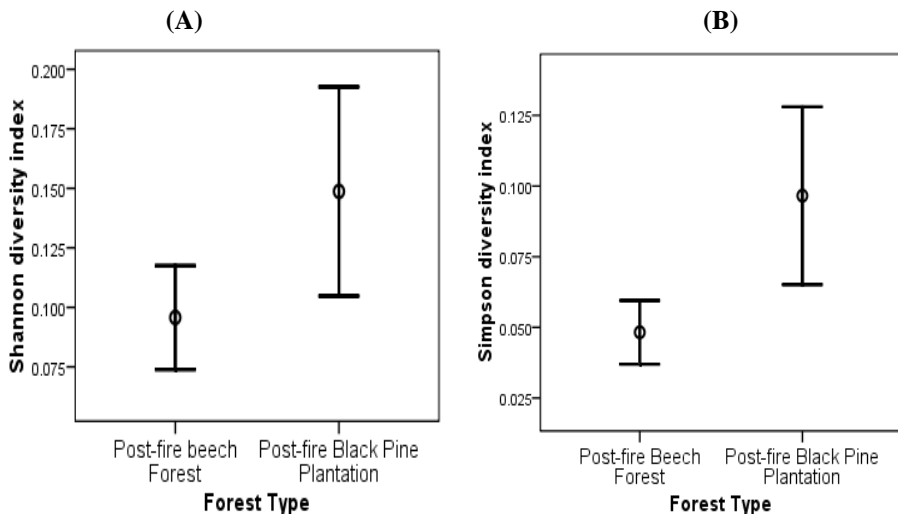 (A)
Shannon diversity index
0.200
0.175
0.150
0.125
0.100
0.075
Post-fire beech
Forest
Post-fire Black Pine
Plantation
Forest Type
(B)
Simpson diversity index
0.125
0.100
0.075
0.050
0.025
Post-fire Beech
Forest
Post-fire Black Pine
Plantation
Forest Type